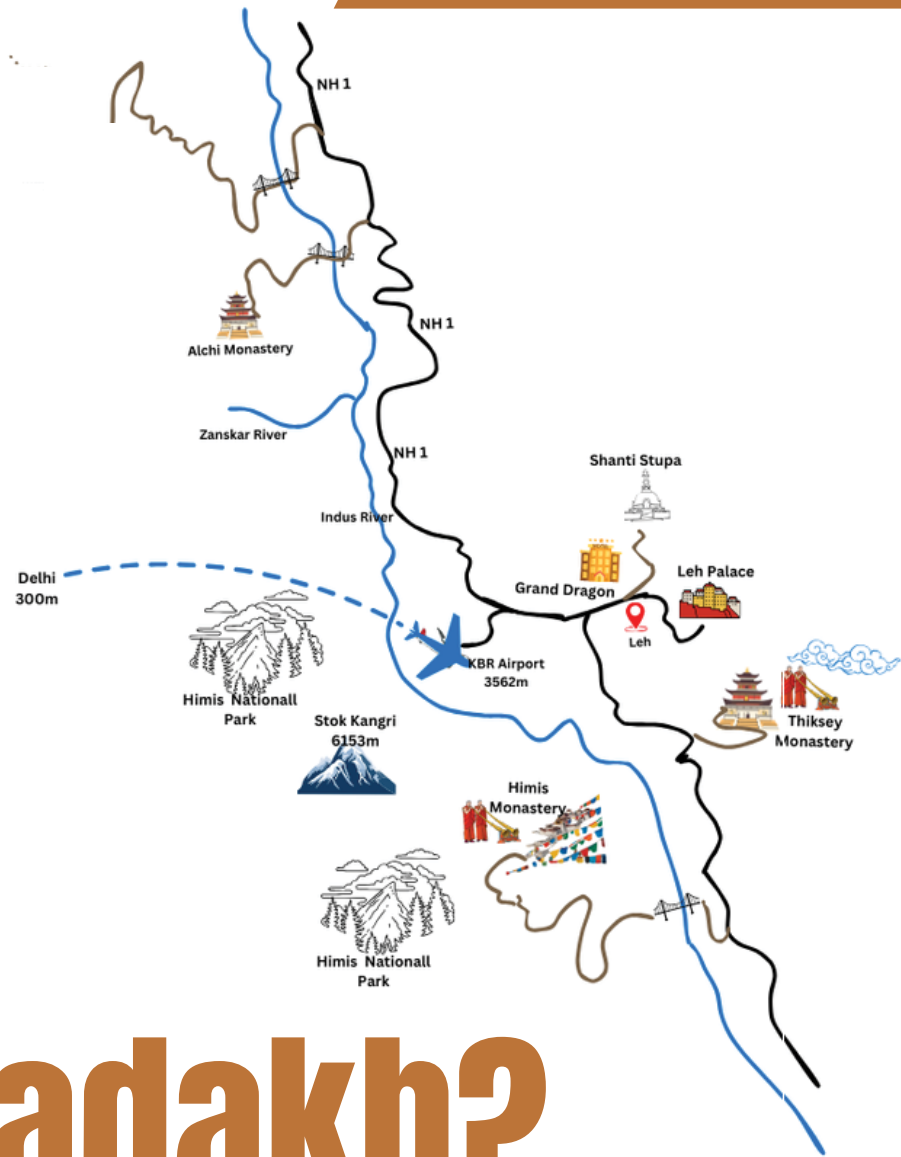 NH 1
Alchi Monastery
NH 1
Zanskar River
NH 1
Shanti Stupa
Indus River
Delhi
300m
Grand Dragon
Leh Palace
Leh
KBR Airport
3562m
Himis Nationall
Park
Stok Kangri
6153m
Thiksey
Monastery
Himis
Monastery
Himis Nationall
Park
adakh?